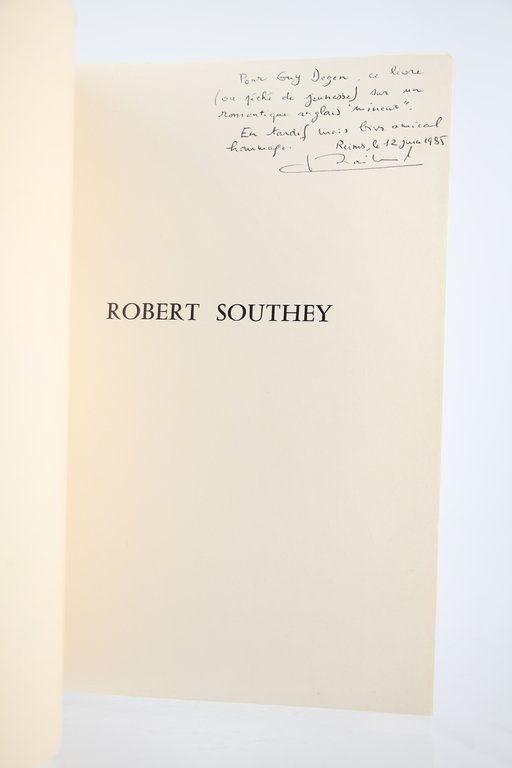 Pour Guy Degen, ce livre
(ou péché de jeunesse) sur un
romantique anglais "mineur".
En tardif mais bien amical
hommage. Reims, le 12 juin 1985
ROBERT SOUTHEY